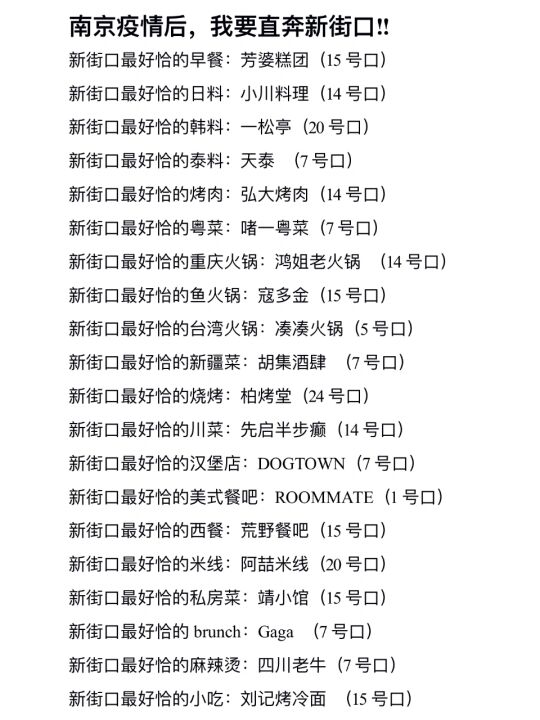 南京疫情后，我要直奔新街口!!
新街口最好恰的早餐：芳婆糕团（15 号口）
新街口最好恰的日料：小川料理（14 号口）
新街口最好恰的韩料：一松亭（20 号口）
新街口最好恰的泰料：天泰 （7 号口）
新街口最好恰的烤肉：弘大烤肉（14 号口）
新街口最好恰的粤菜：啫一粤菜（7 号口）
新街口最好恰的重庆火锅：鸿姐老火锅 （14 号口）
新街口最好怡的鱼火锅：寇多金（15 号口）
新街口最好恰的台湾火锅：凑凑火锅（5 号口）
新街口最好恰的新疆菜：胡集酒肆 （7 号口）
新街口最好恰的烧烤：柏烤堂（24 号口）
新街口最好恰的川菜：先启半步癫（14 号口）
新街口最好恰的汉堡店：DOGTOWN（7 号口）
新街口最好恰的美式餐吧：ROOMMATE（1 号口）
新街口最好恰的西餐：荒野餐吧（15 号口）
新街口最好恰的米线：阿喆米线（20 号口）
新街口最好恰的私房菜：靖小馆（15 号口）
新街口最好恰的 brunch：Gaga （7 号口）
新街口最好恰的麻辣烫：四川老牛（7 号口）
新街口最好恰的小吃：刘记烤冷面 （15 号口）